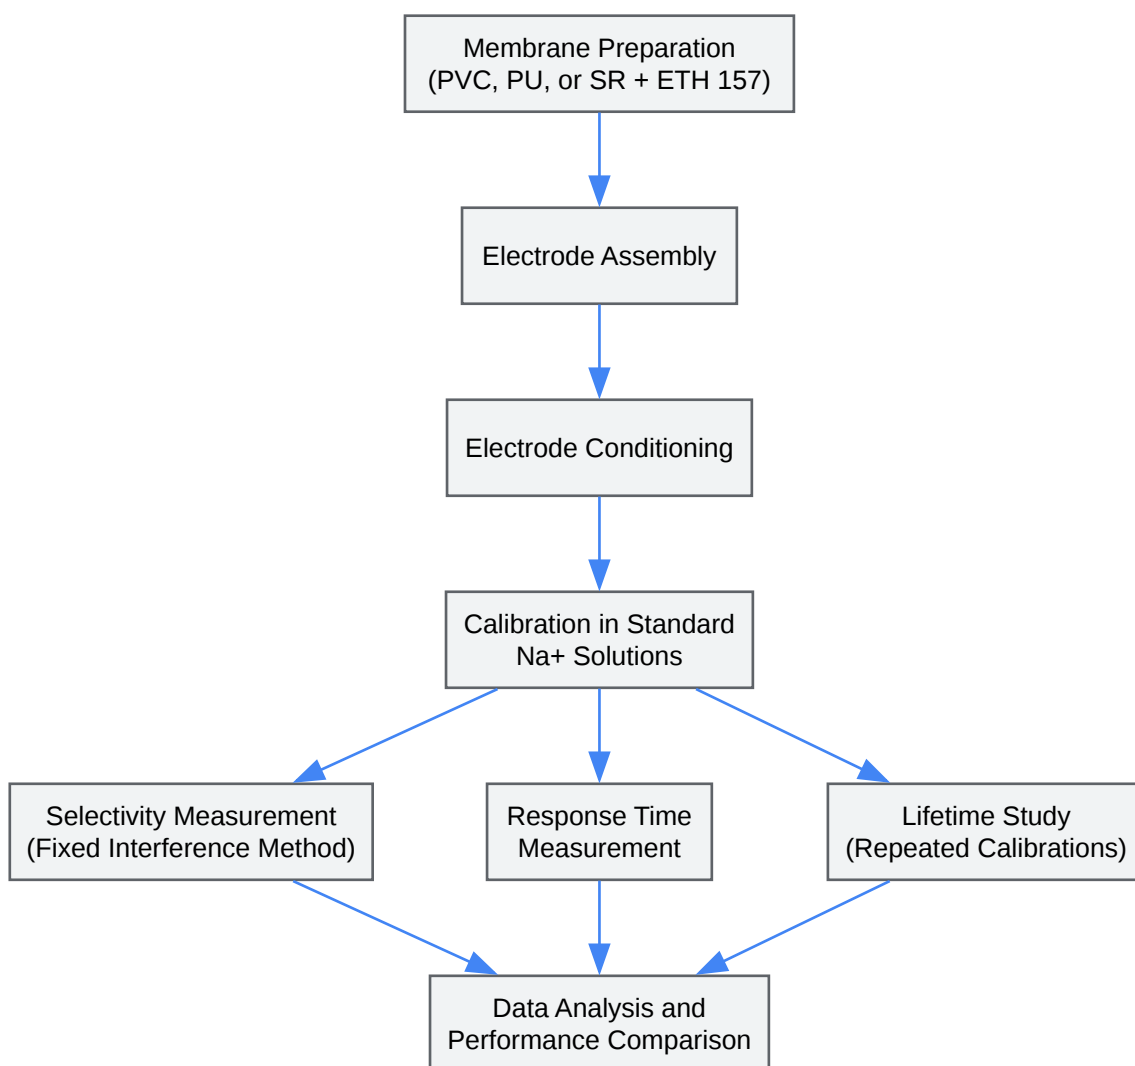 Membrane Preparation
(PVC, PU, or SR + ETH 157)
Electrode Assembly
Electrode Conditioning
Calibration in Standard
Na+ Solutions
Selectivity Measurement
(Fixed Interference Method)
Response Time
Measurement
Lifetime Study
(Repeated Calibrations)
Data Analysis and
Performance Comparison